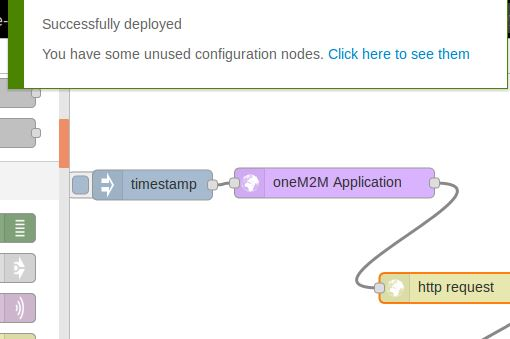 Successfully deployed
You have some unused configuration nodes. Click here to see them
timestamp
oneM2M Application
http request